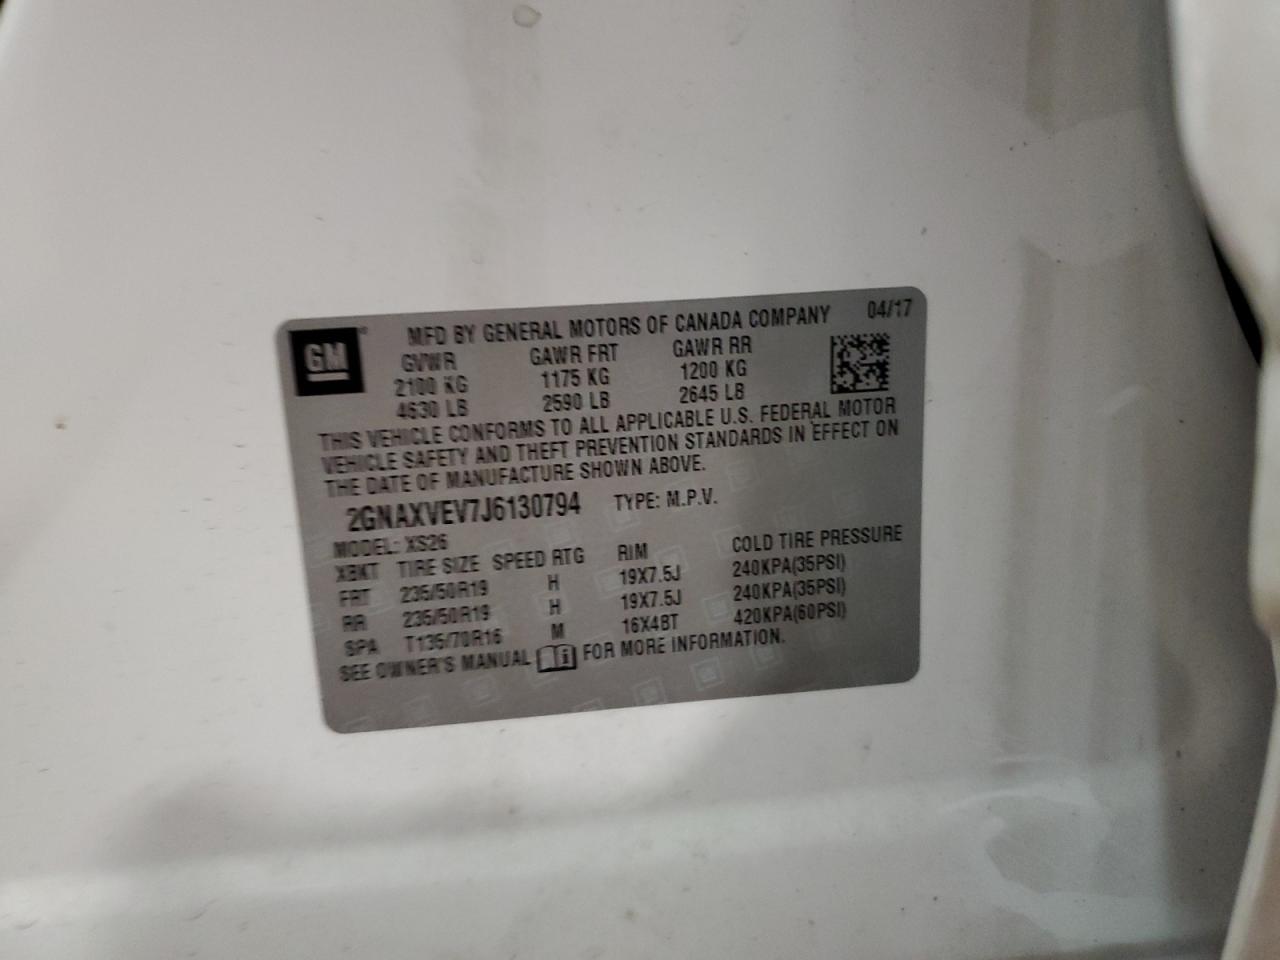 GM
MFD BY GENERAL MOTORS OF CANADA COMPANY 04/17
GVWR GAWR FRT GAWR RR
2100 KG 1175 KG 1200 KG
4630 LB 2590 LB 2645 LB
THIS VEHICLE CONFORMS TO ALL APPLICABLE U.S. FEDERAL MOTOR
VEHICLE SAFETY AND THEFT PREVENTION STANDARDS IN EFFECT ON
THE DATE OF MANUFACTURE SHOWN ABOVE.
2GNAXVEV7J6130794 TYPE: M.P.V.
MODEL: XS26
XBKT TIRE SIZE SPEED RTG RIM COLD TIRE PRESSURE
FRT 235/50R19 H 19X7.5J 240KPA(35PSI)
RR 235/50R19 H 19X7.5J 240KPA(35PSI)
SPA T135/70R16 M 16X4BT 420KPA(60PSI)
SEE OWNER'S MANUAL FOR MORE INFORMATION.